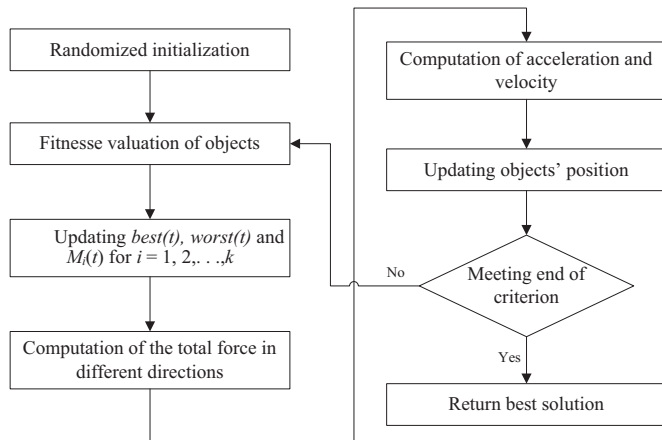 Randomized initialization
Fitnesse valuation of objects
Updating best(t), worst(t) and
Mi(t) for i = 1, 2,. . .,k
Computation of the total force in
different directions
Computation of acceleration and
velocity
Updating objects’ position
Meeting end of
criterion
No
Yes
Return best solution